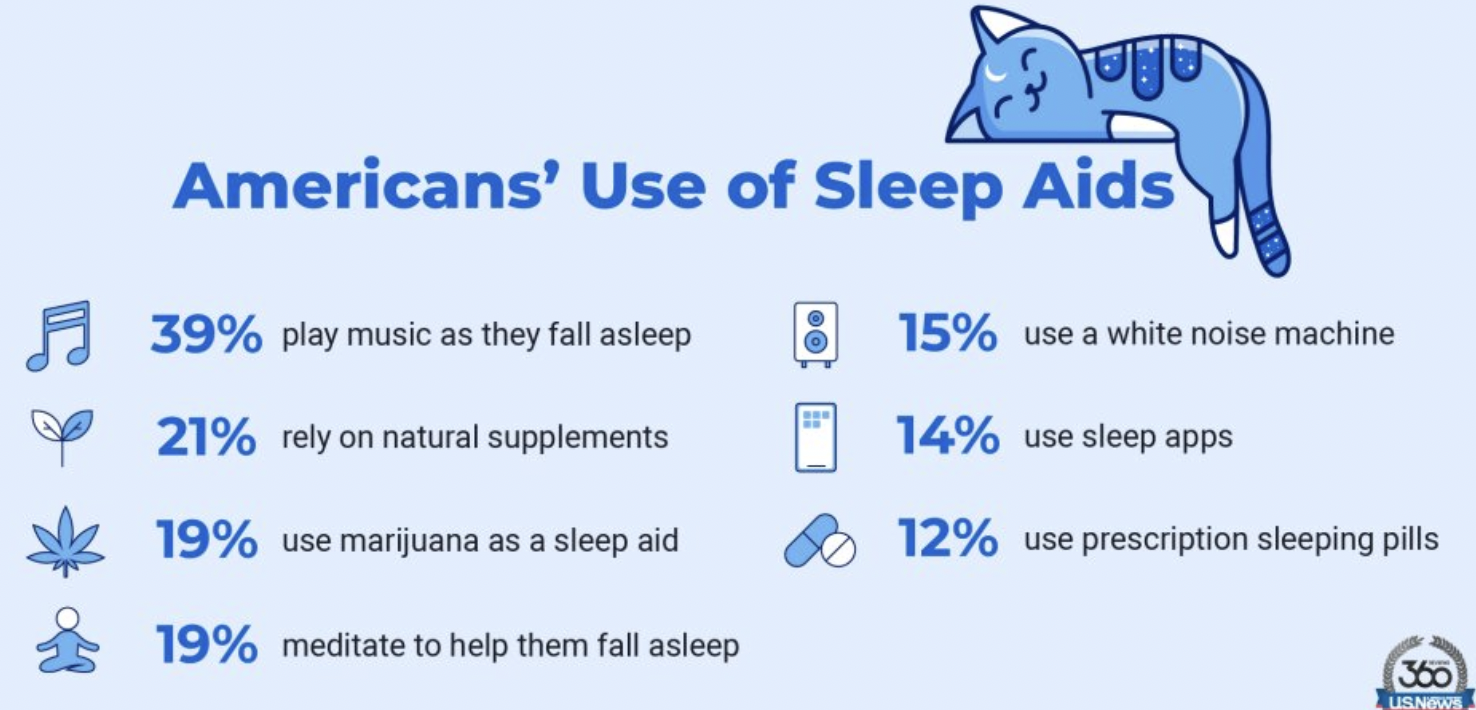 Americans’ Use of Sleep Aids
39% play music as they fall asleep
21% rely on natural supplements
19% use marijuana as a sleep aid
19% meditate to help them fall asleep
15% use a white noise machine
14% use sleep apps
12% use prescription sleeping pills
360
U.S.News